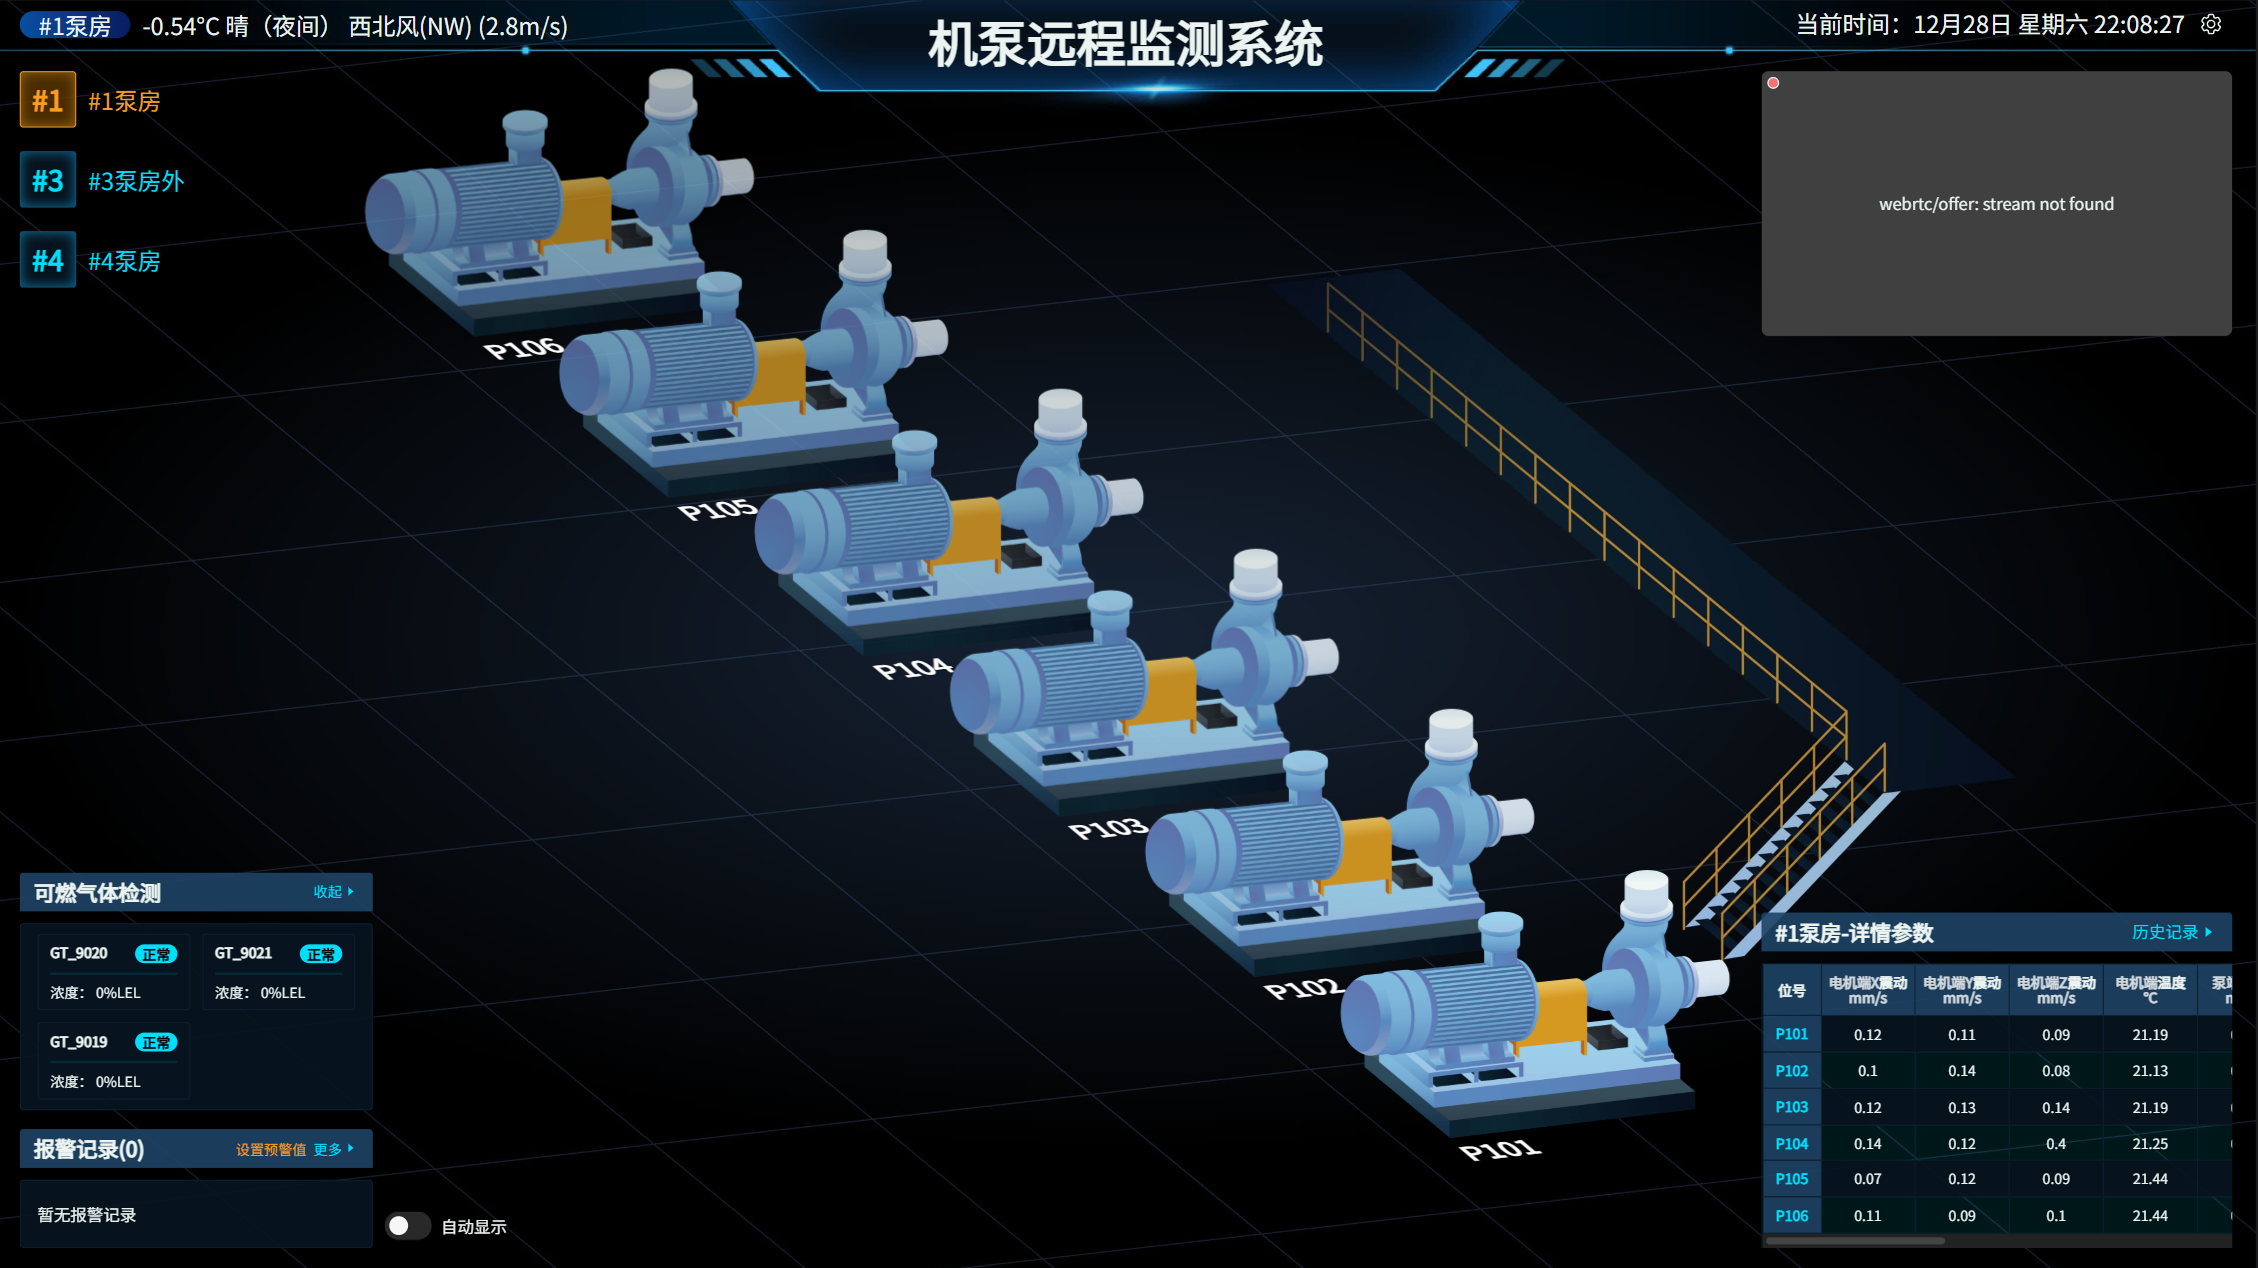 #1泵房 -0.54℃ 晴（夜间） 西北风(NW) (2.8m/s)
机泵远程监测系统
当前时间：12月28日 星期六 22:08:27
#1 #1泵房
#3 #3泵房外
#4 #4泵房
webrtc/offer: stream not found
P106
P105
P104
P103
P102
P101
可燃气体检测 收起
GT_9020 正常
浓度： 0%LEL
GT_9021 正常
浓度： 0%LEL
GT_9019 正常
浓度： 0%LEL
报警记录(0) 设置预警值 更多
暂无报警记录
自动显示
#1泵房-详情参数 历史记录
位号 电机端X震动 mm/s 电机端Y震动 mm/s 电机端Z震动 mm/s 电机端温度 ℃
P101 0.12 0.11 0.09 21.19
P102 0.1 0.14 0.08 21.13
P103 0.12 0.13 0.14 21.19
P104 0.14 0.12 0.4 21.25
P105 0.07 0.12 0.09 21.44
P106 0.11 0.09 0.1 21.44